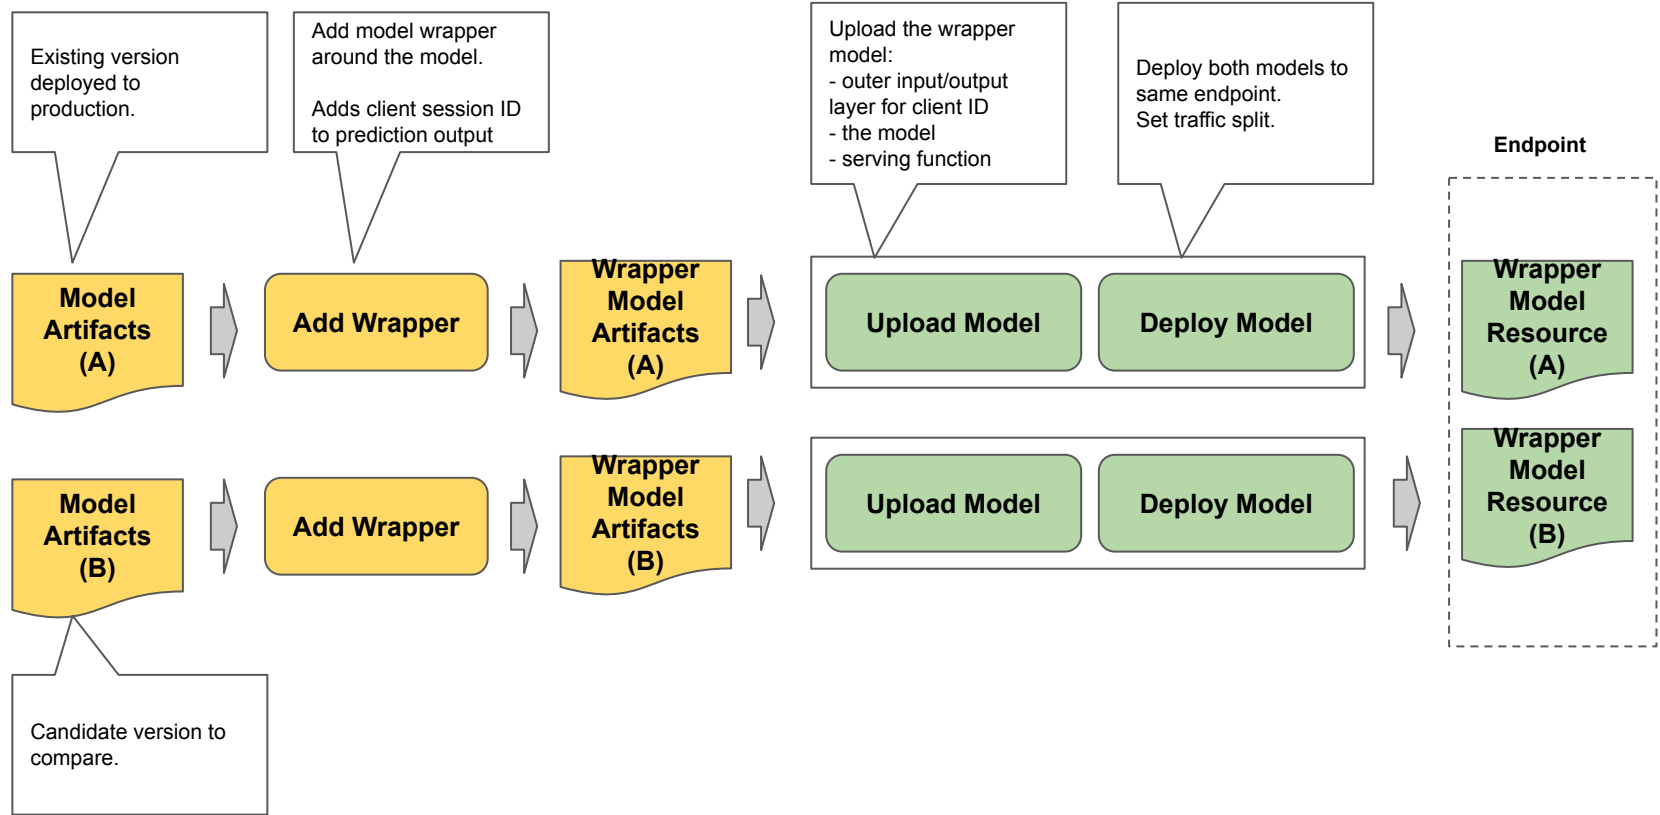 Existing version
deployed to
production.
Add model wrapper
around the model.
Adds client session ID
to prediction output
Upload the wrapper
model:
- outer input/output
layer for client ID
- the model
- serving function
Deploy both models to
same endpoint.
Set traffic split.
Endpoint
Model
Artifacts
(A)
Add Wrapper
Wrapper
Model
Artifacts
(A)
Upload Model
Deploy Model
Wrapper
Model
Resource
(A)
Model
Artifacts
(B)
Add Wrapper
Wrapper
Model
Artifacts
(B)
Upload Model
Deploy Model
Wrapper
Model
Resource
(B)
Candidate version to
compare.